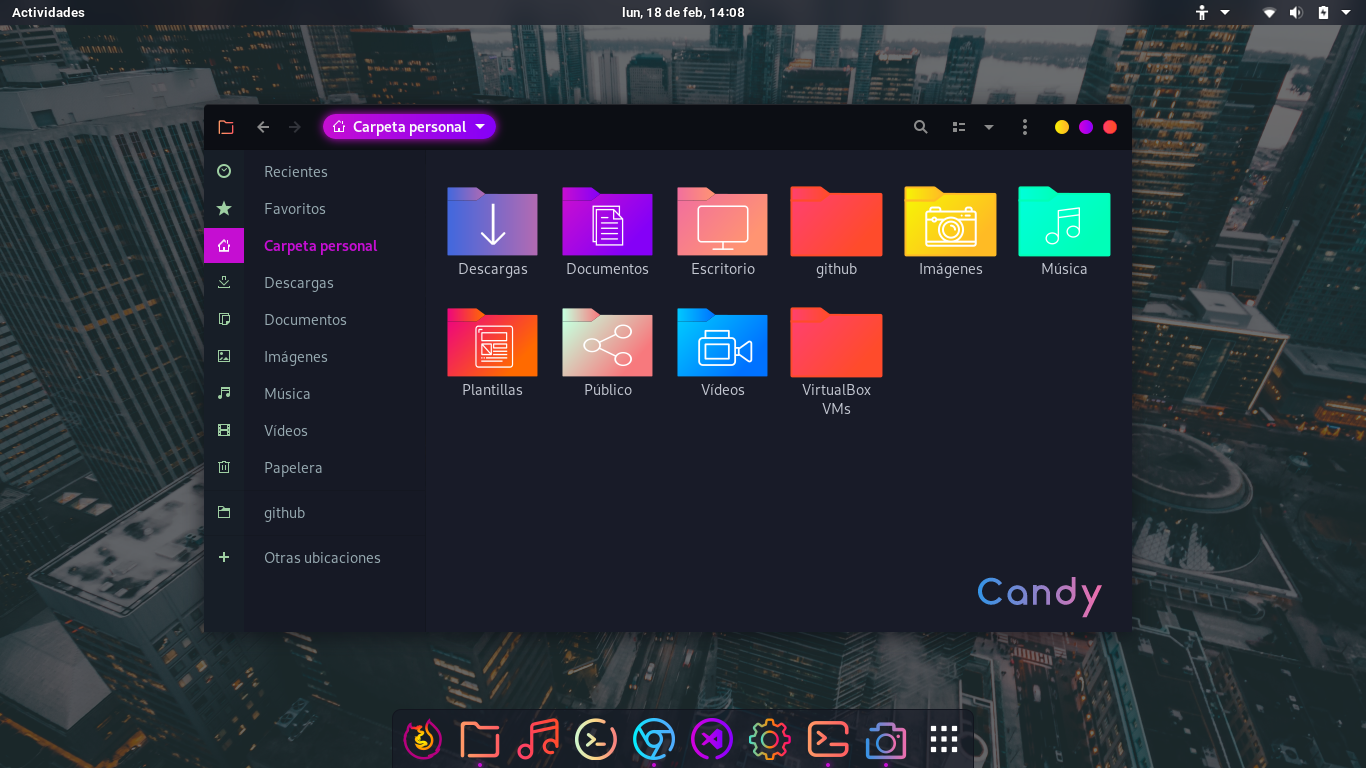 Actividades
lun, 18 de feb, 14:08
Carpeta personal
Recientes
Favoritos
Carpeta personal
Descargas
Documentos
Imágenes
Música
Vídeos
Papelera
github
Otras ubicaciones
Descargas
Documentos
Escritorio
github
Imágenes
Música
Plantillas
Público
Vídeos
VirtualBox
VMs
Candy